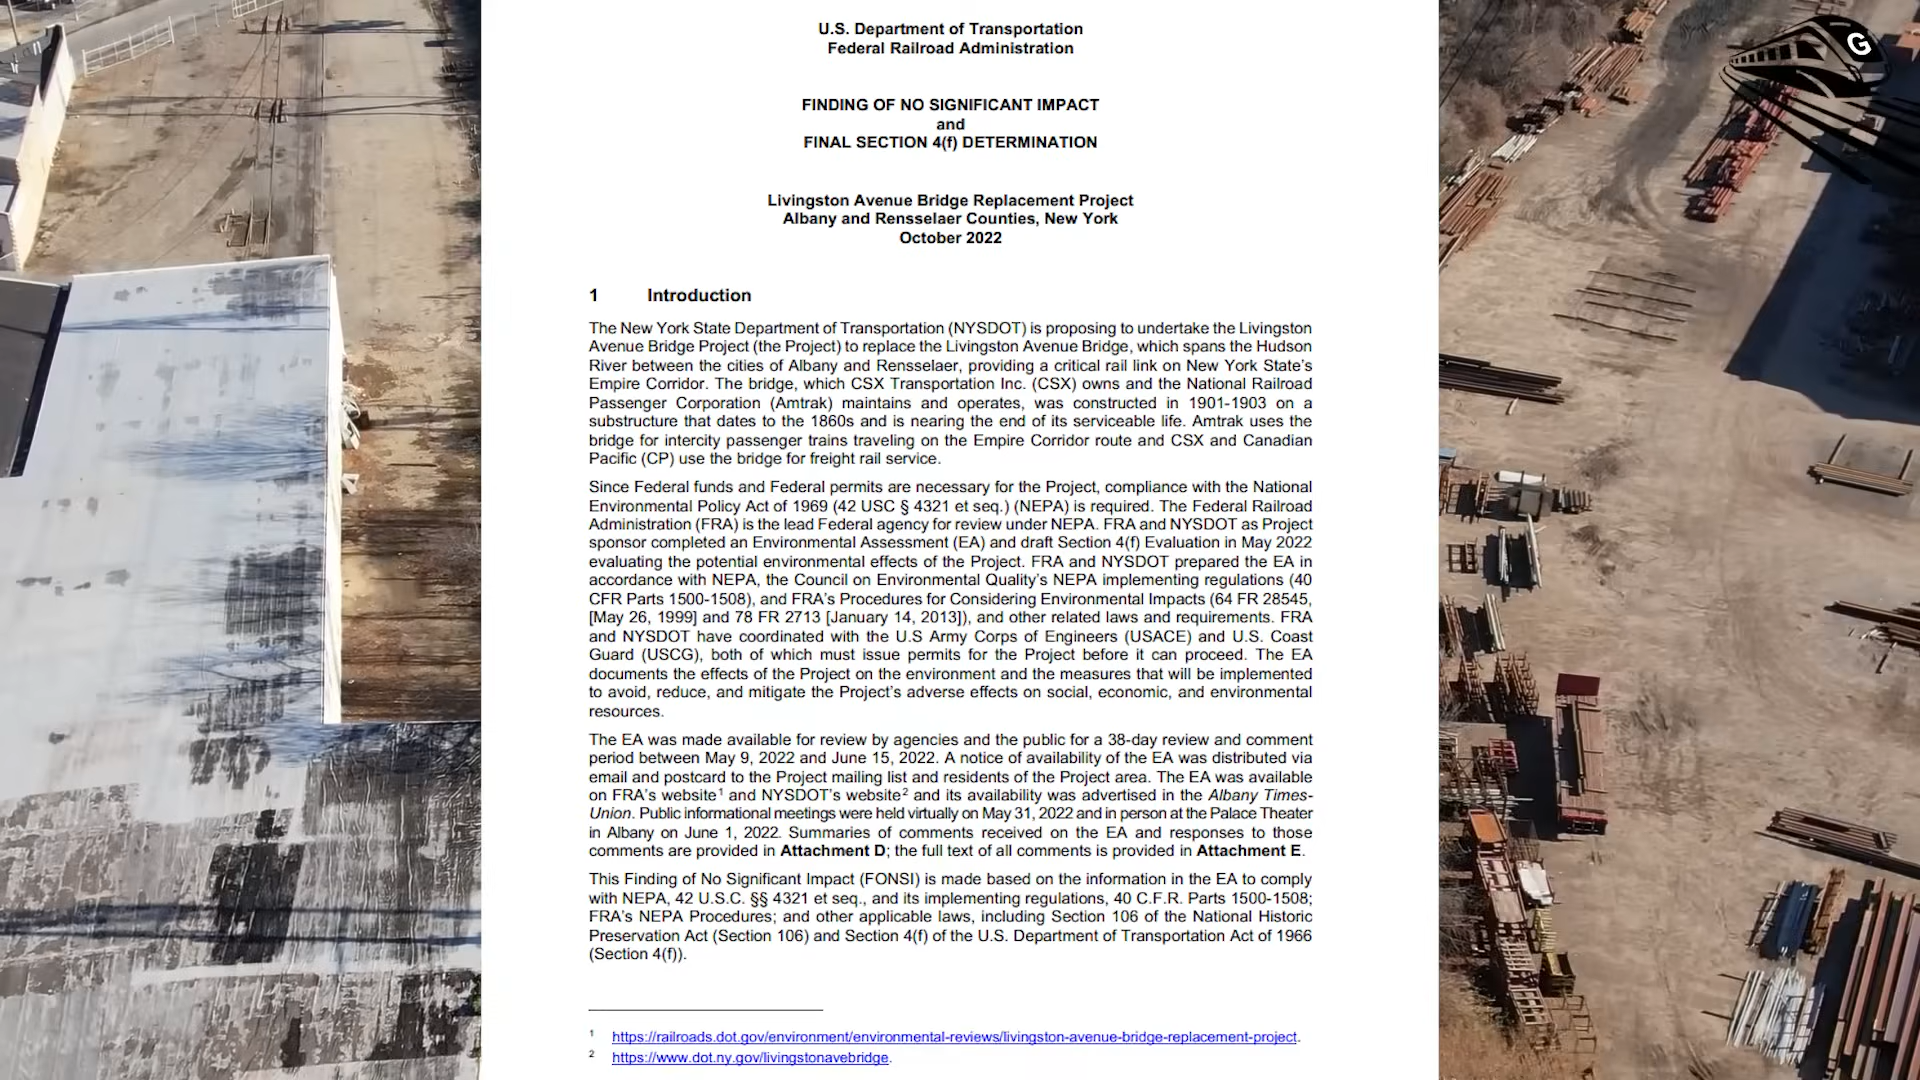 U.S. Department of Transportation
Federal Railroad Administration
FINDING OF NO SIGNIFICANT IMPACT
and
FINAL SECTION 4(f) DETERMINATION
Livingston Avenue Bridge Replacement Project
Albany and Rensselaer Counties, New York
October 2022
1 Introduction
The New York State Department of Transportation (NYSDOT) is proposing to undertake the Livingston
Avenue Bridge Project (the Project) to replace the Livingston Avenue Bridge, which spans the Hudson
River between the cities of Albany and Rensselaer, providing a critical rail link on New York State's
Empire Corridor. The bridge, which CSX Transportation Inc. (CSX) owns and the National Railroad
Passenger Corporation (Amtrak) maintains and operates, was constructed in 1901-1903 on a
substructure that dates to the 1860s and is nearing the end of its serviceable life. Amtrak uses the
bridge for intercity passenger trains traveling on the Empire Corridor route and CSX and Canadian
Pacific (CP) use the bridge for freight rail service.
Since Federal funds and Federal permits are necessary for the Project, compliance with the National
Environmental Policy Act of 1969 (42 USC § 4321 et seq.) (NEPA) is required. The Federal Railroad
Administration (FRA) is the lead Federal agency for review under NEPA. FRA and NYSDOT as Project
sponsor completed an Environmental Assessment (EA) and draft Section 4(f) Evaluation in May 2022
evaluating the potential environmental effects of the Project. FRA and NYSDOT prepared the EA in
accordance with NEPA, the Council on Environmental Quality's NEPA implementing regulations (40
CFR Parts 1500-1508), and FRA's Procedures for Considering Environmental Impacts (64 FR 28545,
[May 26, 1999] and 78 FR 2713 [January 14, 2013]), and other related laws and requirements. FRA
and NYSDOT have coordinated with the U.S Army Corps of Engineers (USACE) and U.S. Coast
Guard (USCG), both of which must issue permits for the Project before it can proceed. The EA
documents the effects of the Project on the environment and the measures that will be implemented
to avoid, reduce, and mitigate the Project's adverse effects on social, economic, and environmental
resources.
The EA was made available for review by agencies and the public for a 38-day review and comment
period between May 9, 2022 and June 15, 2022. A notice of availability of the EA was distributed via
email and postcard to the Project mailing list and residents of the Project area. The EA was available
on FRA's website1 and NYSDOT's website2 and its availability was advertised in the Albany Times-
Union. Public informational meetings were held virtually on May 31, 2022 and in person at the Palace Theater
in Albany on June 1, 2022. Summaries of comments received on the EA and responses to those
comments are provided in Attachment D; the full text of all comments is provided in Attachment E.
This Finding of No Significant Impact (FONSI) is made based on the information in the EA to comply
with NEPA, 42 U.S.C. §§ 4321 et seq., and its implementing regulations, 40 C.F.R. Parts 1500-1508;
FRA's NEPA Procedures; and other applicable laws, including Section 106 of the National Historic
Preservation Act (Section 106) and Section 4(f) of the U.S. Department of Transportation Act of 1966
(Section 4(f)).
1 https://railroads.dot.gov/environment/environmental-reviews/livingston-avenue-bridge-replacement-project.
2 https://www.dot.ny.gov/livingstonavebridge.
G